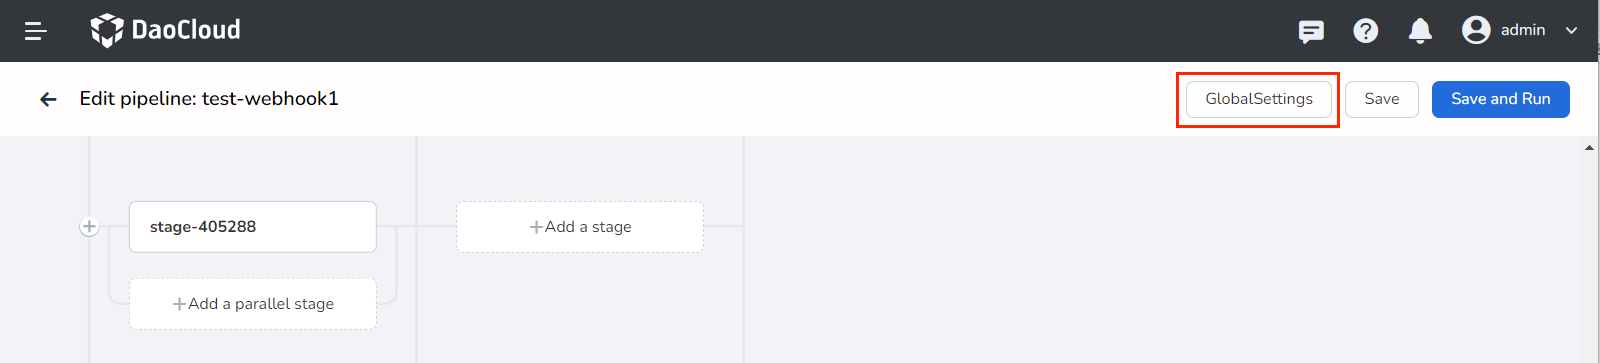 DaoCloud
admin
Edit pipeline: test-webhook1
GlobalSettings
Save
Save and Run
stage-405288
+Add a stage
+Add a parallel stage